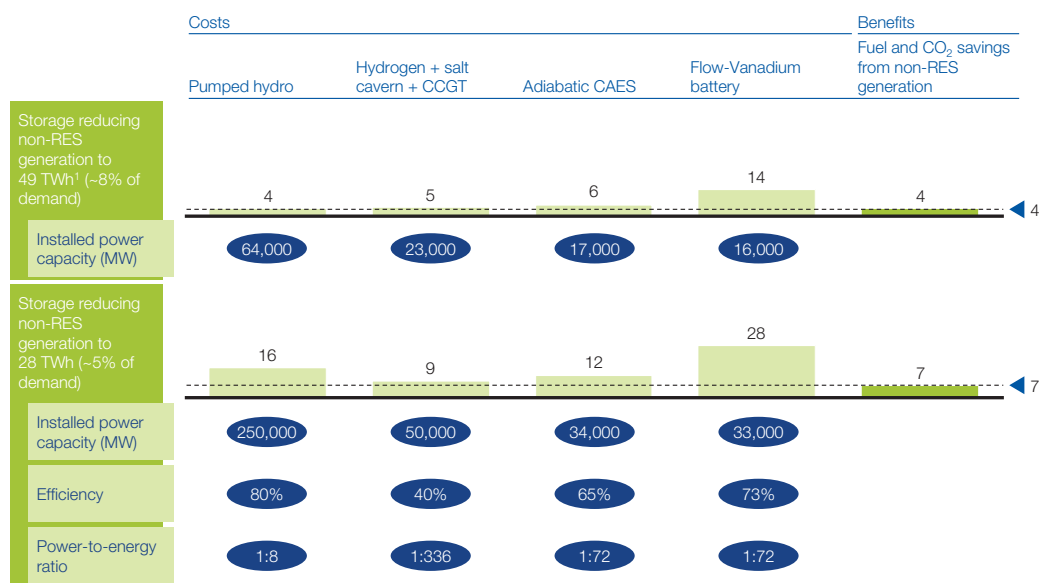 Costs
Benefits
Pumped hydro
Hydrogen + salt
cavern + CCGT
Adiabatic CAES
Flow-Vanadium
battery
Fuel and CO₂ savings
from non-RES
generation
Storage reducing
non-RES
generation to
49 TWh¹ (~8% of
demand)
4
5
6
14
4
4
Installed power
capacity (MW)
64,000
23,000
17,000
16,000
Storage reducing
non-RES
generation to
28 TWh (~5% of
demand)
16
9
12
28
7
7
Installed power
capacity (MW)
250,000
50,000
34,000
33,000
Efficiency
80%
40%
65%
73%
Power-to-energy
ratio
1:8
1:336
1:72
1:72